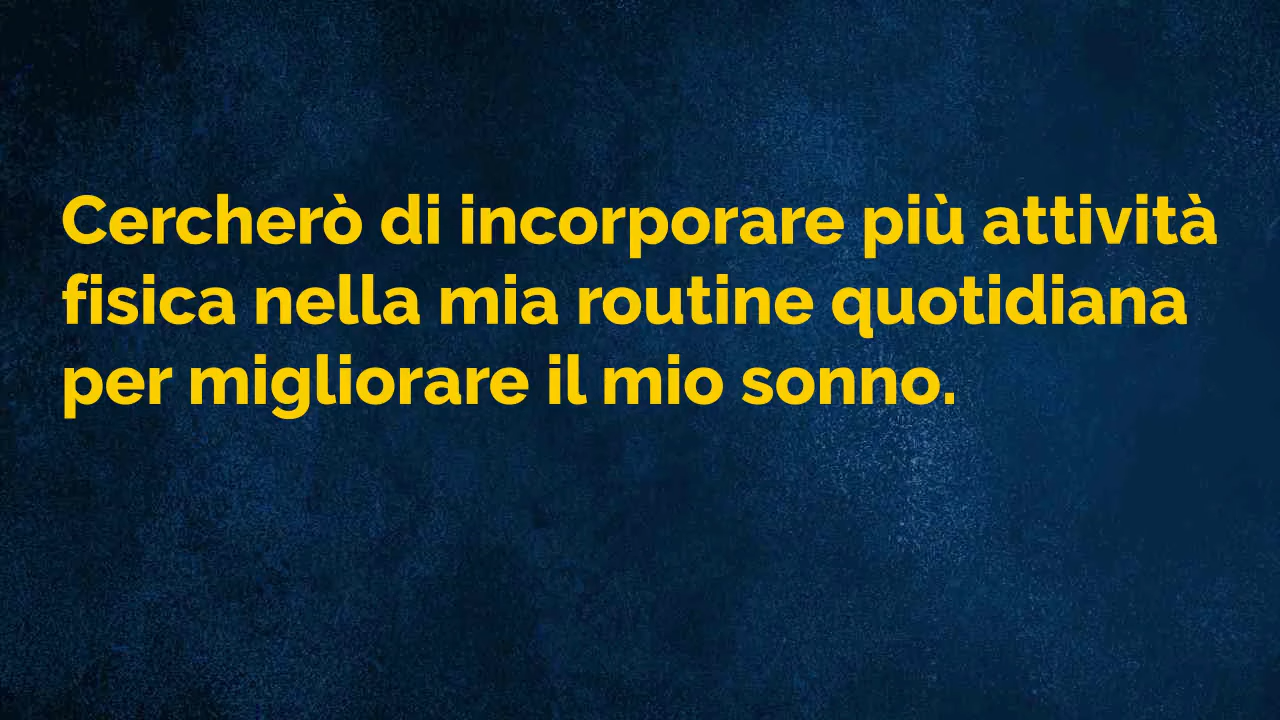 Cercherò di incorporare più attività
fisica nella mia routine quotidiana
per migliorare il mio sonno.